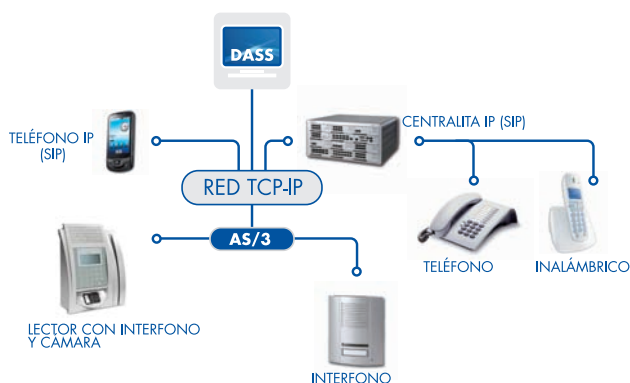 DASS
TELÉFONO IP
(SIP)
CENTRALITA IP (SIP)
RED TCP-IP
AS/3
TELÉFONO
INALÁMBRICO
LECTOR CON INTERFONO
Y CÁMARA
INTERFONO